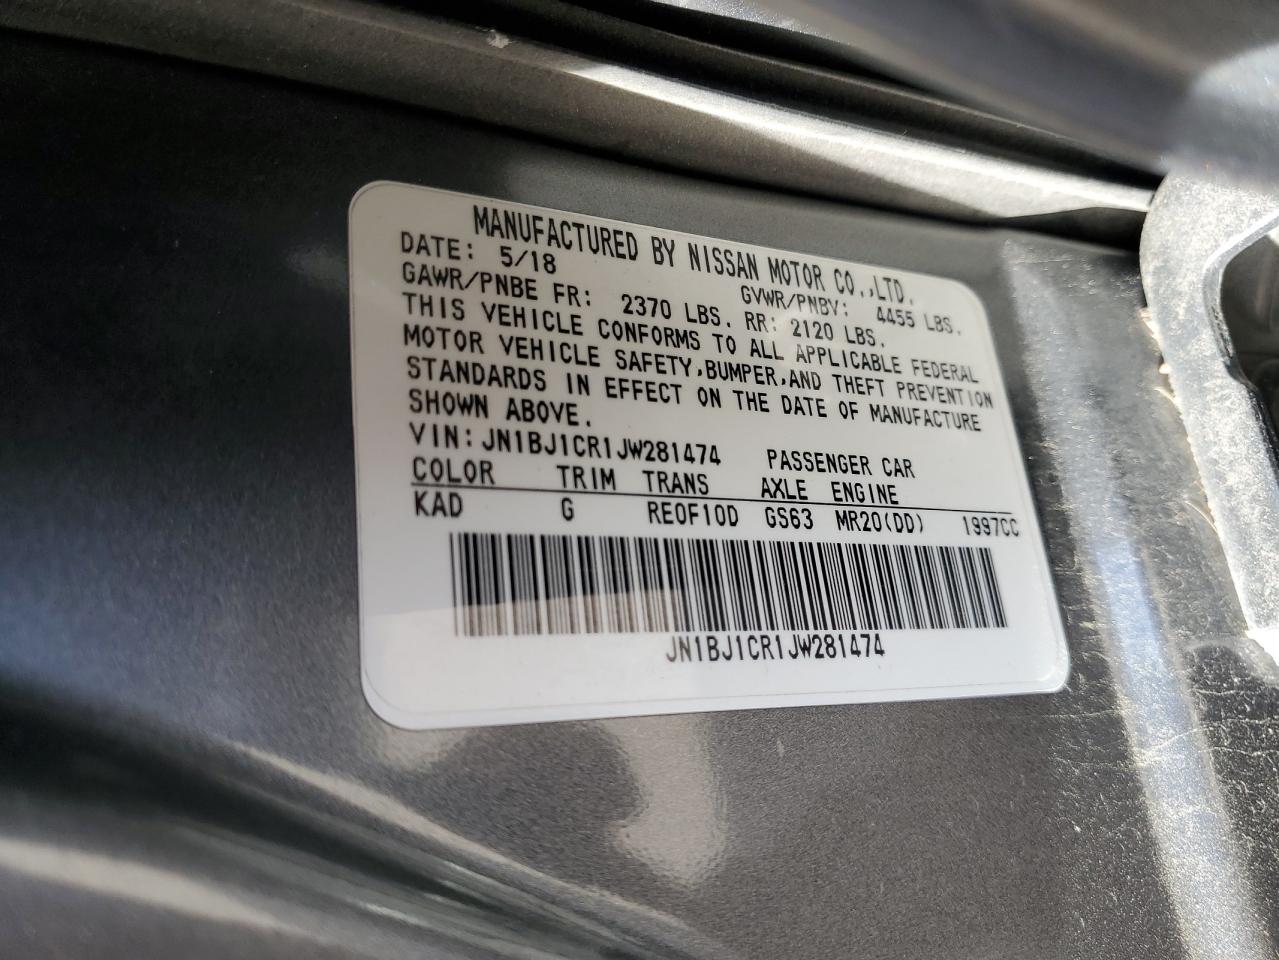 MANUFACTURED BY NISSAN MOTOR CO.,LTD.
DATE: 5/18 GVWR/PNBV: 4455 LBS.
GAWR/PNBE FR: 2370 LBS. RR: 2120 LBS.
THIS VEHICLE CONFORMS TO ALL APPLICABLE FEDERAL
MOTOR VEHICLE SAFETY,BUMPER,AND THEFT PREVENTION
STANDARDS IN EFFECT ON THE DATE OF MANUFACTURE
SHOWN ABOVE.
VIN: JN1BJ1CR1JW281474 PASSENGER CAR
COLOR TRIM TRANS AXLE ENGINE
KAD G RE0F10D GS63 MR20(DD) 1997CC
JN1BJ1CR1JW281474